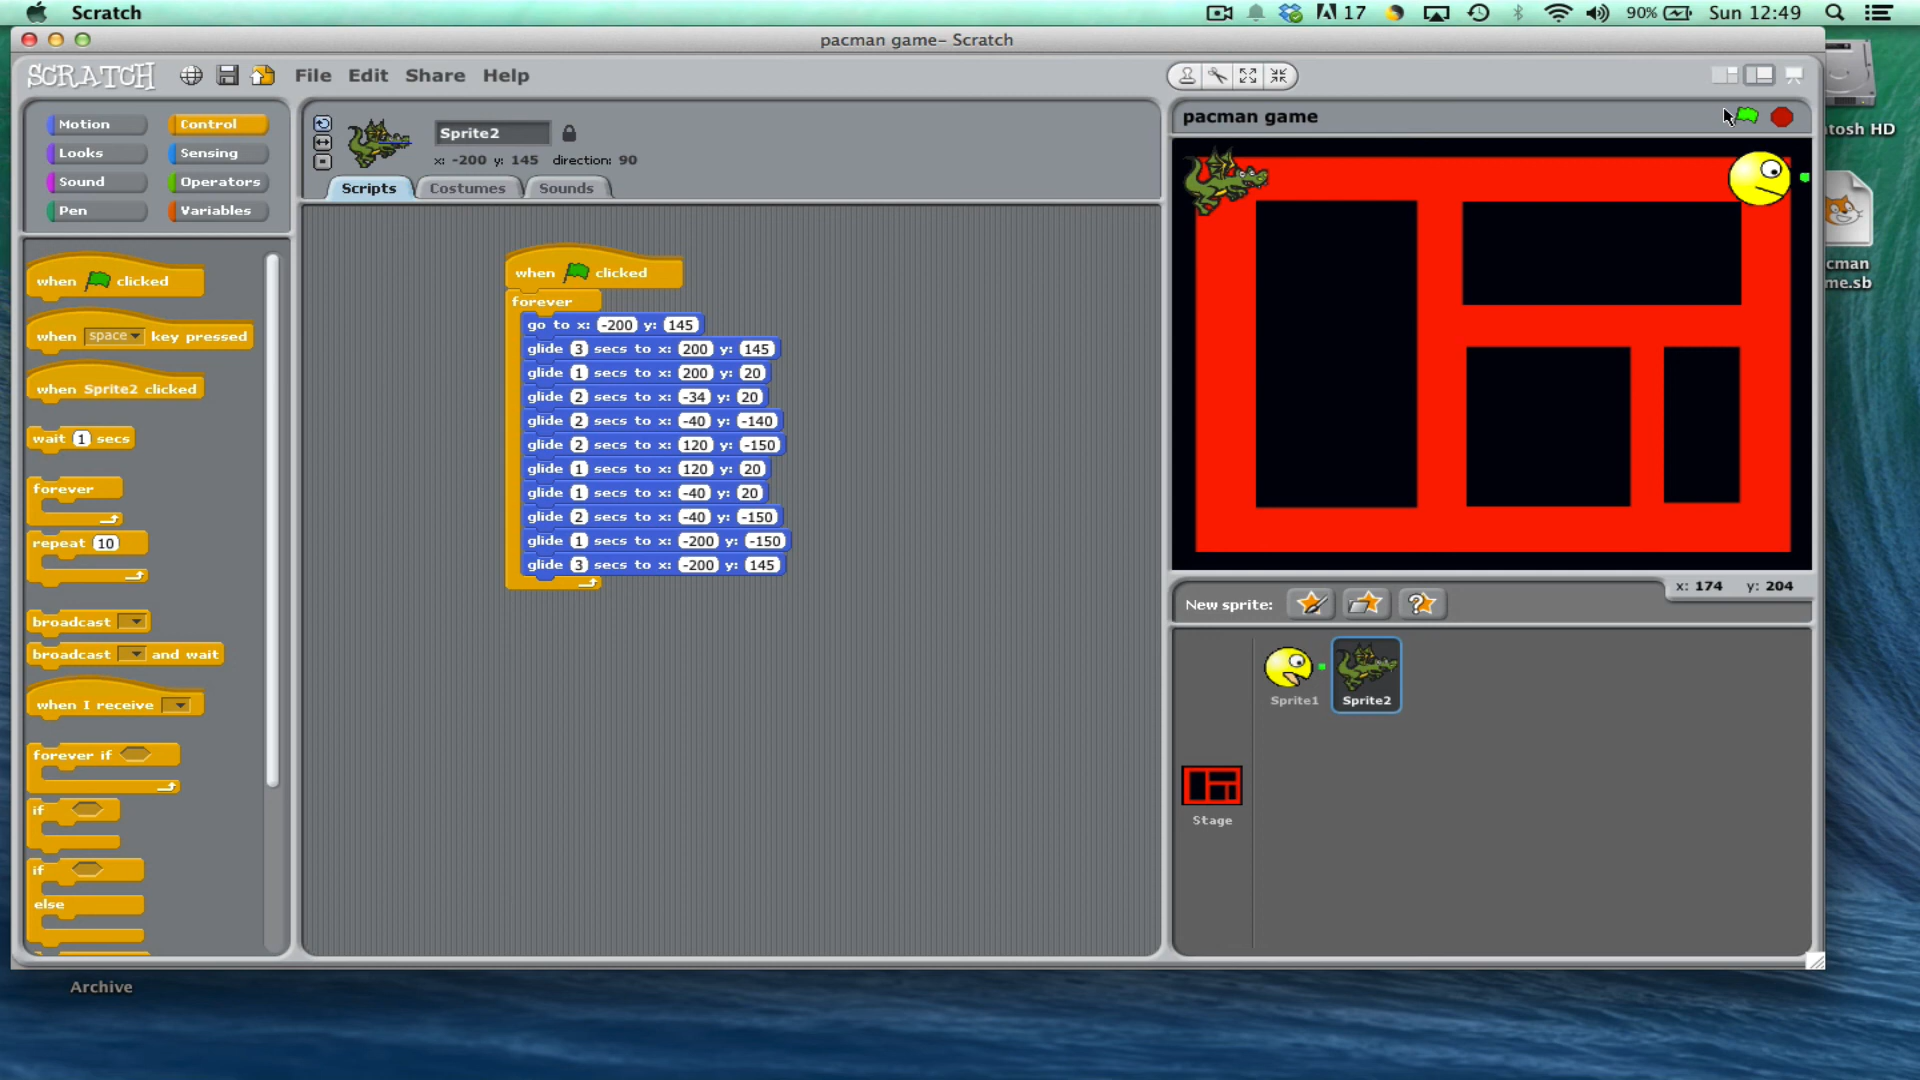 Scratch
17
90%
Sun 12:49
pacman game– Scratch
SCRATCH
File
Edit
Share
Help
Motion
Control
Looks
Sensing
Sound
Operators
Pen
Variables
when clicked
when space key pressed
when Sprite2 clicked
wait 1 secs
forever
repeat 10
broadcast
broadcast and wait
when I receive
forever if
if
if
else
Sprite2
x: -200 y: 145 direction: 90
Scripts
Costumes
Sounds
when clicked
forever
go to x: -200 y: 145
glide 3 secs to x: 200 y: 145
glide 1 secs to x: 200 y: 20
glide 2 secs to x: -34 y: 20
glide 2 secs to x: -40 y: -140
glide 2 secs to x: 120 y: -150
glide 1 secs to x: 120 y: 20
glide 1 secs to x: -40 y: 20
glide 2 secs to x: -40 y: -150
glide 1 secs to x: -200 y: -150
glide 3 secs to x: -200 y: 145
pacman game
x: 174 y: 204
New sprite:
Sprite1
Sprite2
Stage
tosh HD
cman
me.sb
Archive